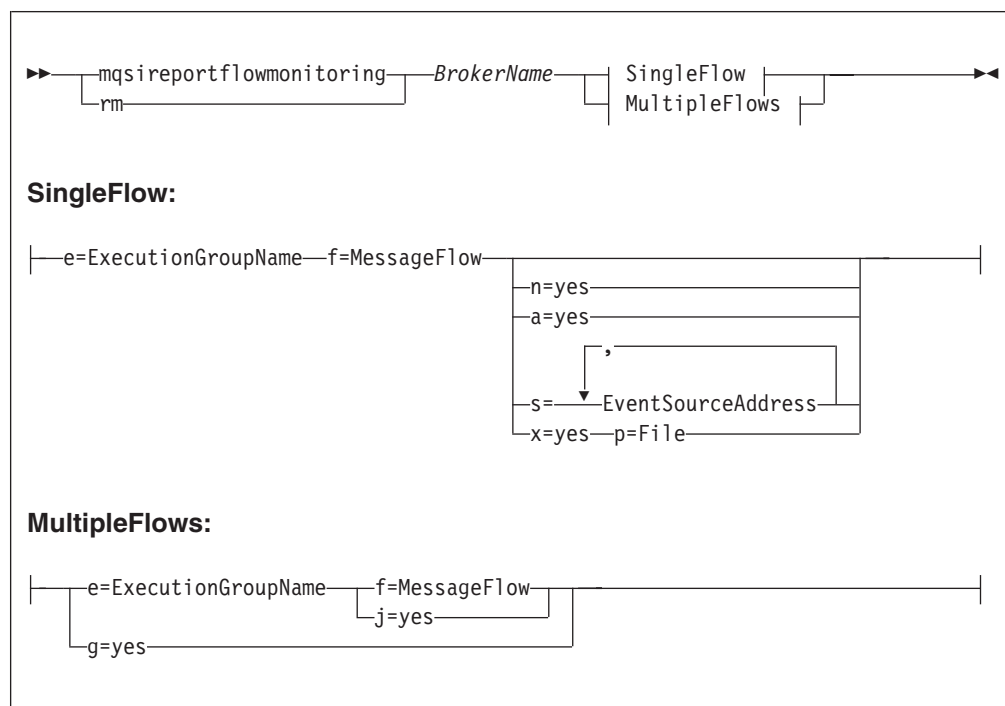 mqsireportflowmonitoring BrokerName SingleFlow
rm MultipleFlows
SingleFlow:
e=ExecutionGroupName f=MessageFlow
n=yes
a=yes
,
s= EventSourceAddress
x=yes p=File
MultipleFlows:
e=ExecutionGroupName f=MessageFlow
j=yes
g=yes